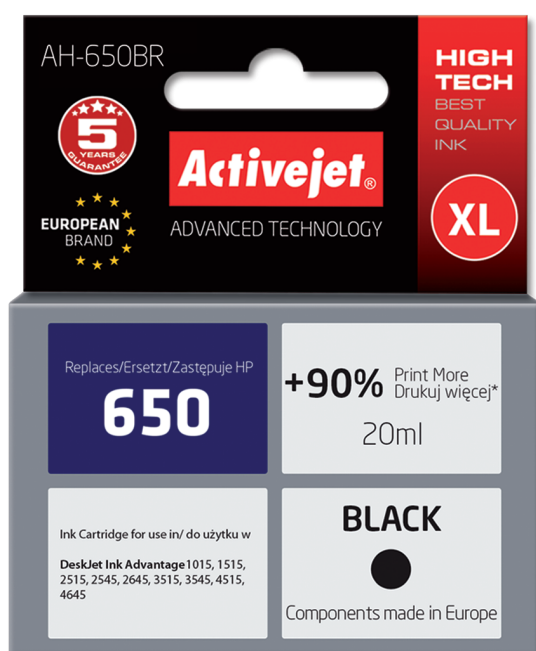 AH-650BR
HIGH
TECH
BEST
QUALITY
INK
5
YEARS
GUARANTEE
Activejet®
EUROPEAN
BRAND
ADVANCED TECHNOLOGY
XL
Replaces/Ersetzt/Zastępuje HP
650
+90% Print More
Drukuj więcej*
20ml
Ink Cartridge for use in/ do użytku w
DeskJet Ink Advantage 1015, 1515,
2515, 2545, 2645, 3515, 3545, 4515,
4645
BLACK
Components made in Europe